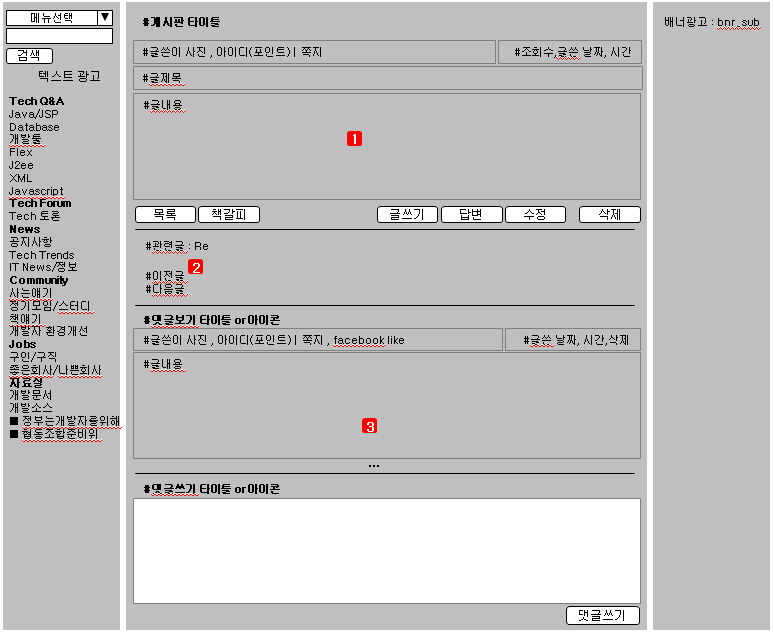 메뉴선택 ▼
검색
텍스트 광고
Tech Q&A
Java/JSP
Database
개발툴
Flex
J2ee
XML
Javascript
Tech Forum
Tech 토론
News
공지사항
Tech Trends
IT News/정보
Community
사는얘기
정기모임/스터디
책얘기
개발자 환경개선
Jobs
구인/구직
좋은회사/나쁜회사
자료실
개발문서
개발소스
■ 정부는개발자를위해
■ 협동조합준비위
#게시판 타이틀
#글쓴이 사진 , 아이디(포인트) | 쪽지
#조회수,글쓴 날짜, 시간
#글제목
#글내용
1
목록
책갈피
글쓰기
답변
수정
삭제
#관련글 : Re
2
#이전글
#다음글
#댓글보기 타이틀 or아이콘
#글쓴이 사진 , 아이디(포인트) | 쪽지 , facebook like
#글쓴 날짜, 시간,삭제
#글내용
3
...
#댓글쓰기 타이틀 or아이콘
댓글쓰기
배너광고 : bnr_sub